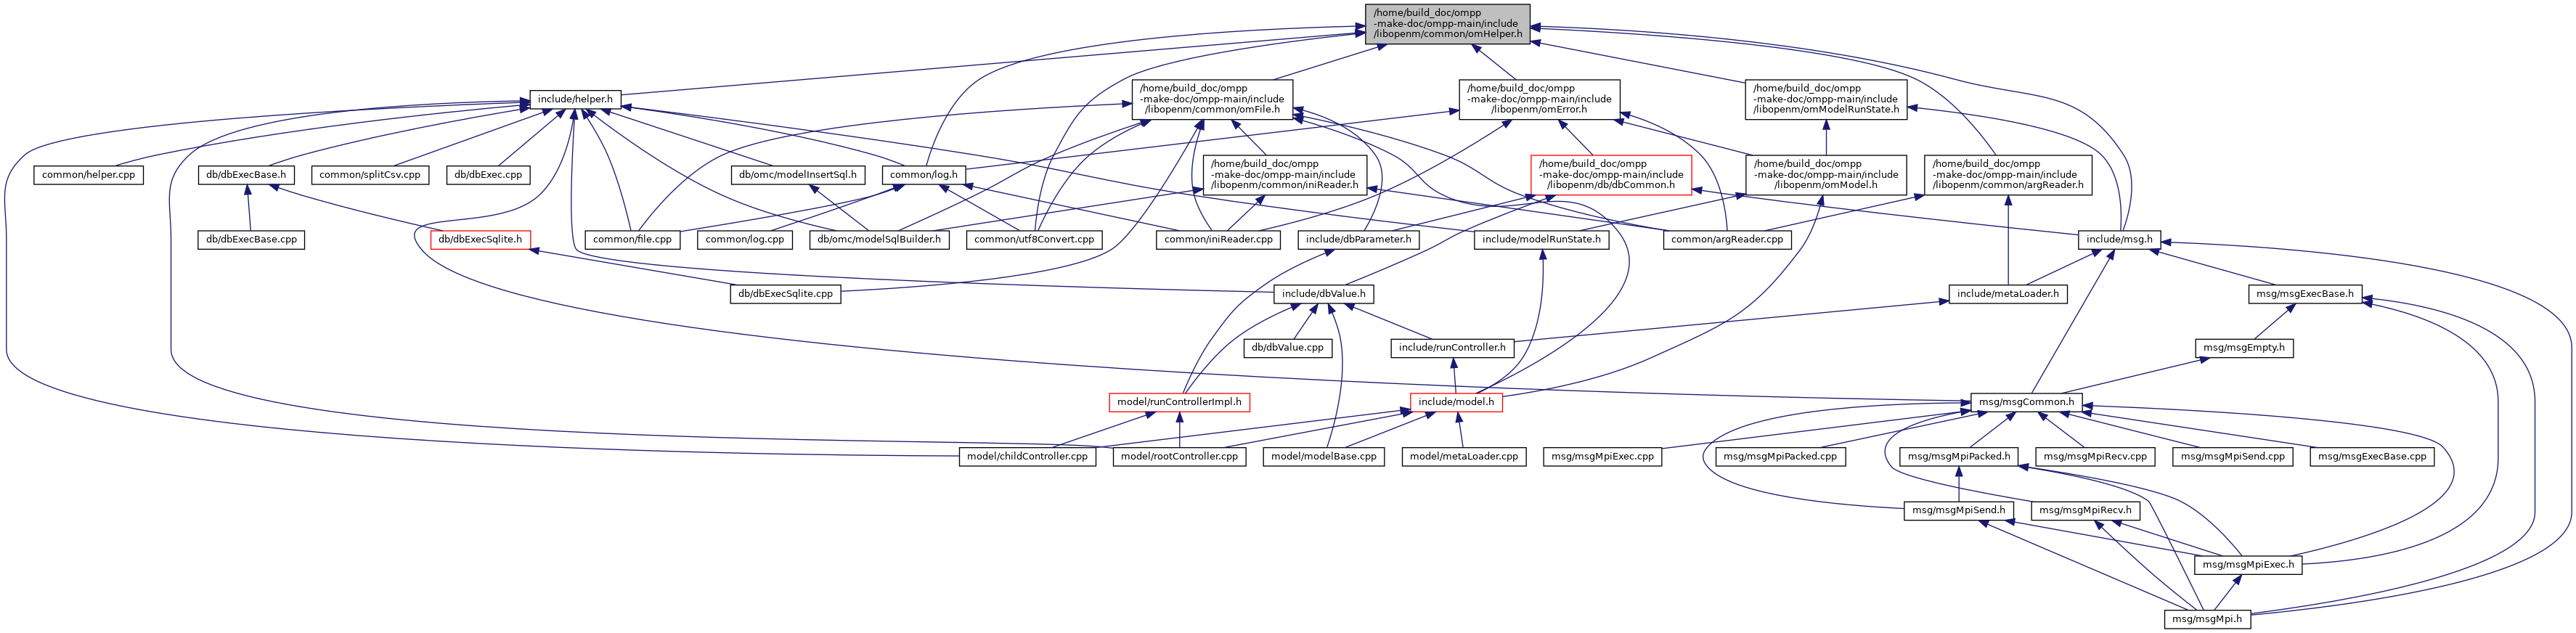 /home/build_doc/ompp
-make-doc/ompp-main/include
/libopenm/common/omHelper.h
include/helper.h
/home/build_doc/ompp
-make-doc/ompp-main/include
/libopenm/common/omFile.h
/home/build_doc/ompp
-make-doc/ompp-main/include
/libopenm/omError.h
/home/build_doc/ompp
-make-doc/ompp-main/include
/libopenm/omModelRunState.h
common/helper.cpp
db/dbExecBase.h
common/splitCsv.cpp
db/dbExec.cpp
db/omc/modelInsertSql.h
common/log.h
/home/build_doc/ompp
-make-doc/ompp-main/include
/libopenm/common/iniReader.h
/home/build_doc/ompp
-make-doc/ompp-main/include
/libopenm/db/dbCommon.h
/home/build_doc/ompp
-make-doc/ompp-main/include
/libopenm/omModel.h
/home/build_doc/ompp
-make-doc/ompp-main/include
/libopenm/common/argReader.h
db/dbExecBase.cpp
db/dbExecSqlite.h
common/file.cpp
common/log.cpp
db/omc/modelSqlBuilder.h
common/utf8Convert.cpp
common/iniReader.cpp
include/dbParameter.h
include/modelRunState.h
common/argReader.cpp
include/msg.h
db/dbExecSqlite.cpp
include/dbValue.h
include/metaLoader.h
msg/msgExecBase.h
db/dbValue.cpp
include/runController.h
msg/msgEmpty.h
model/runControllerImpl.h
include/model.h
msg/msgCommon.h
model/childController.cpp
model/rootController.cpp
model/modelBase.cpp
model/metaLoader.cpp
msg/msgMpiExec.cpp
msg/msgMpiPacked.cpp
msg/msgMpiPacked.h
msg/msgMpiRecv.cpp
msg/msgMpiSend.cpp
msg/msgExecBase.cpp
msg/msgMpiSend.h
msg/msgMpiRecv.h
msg/msgMpiExec.h
msg/msgMpi.h